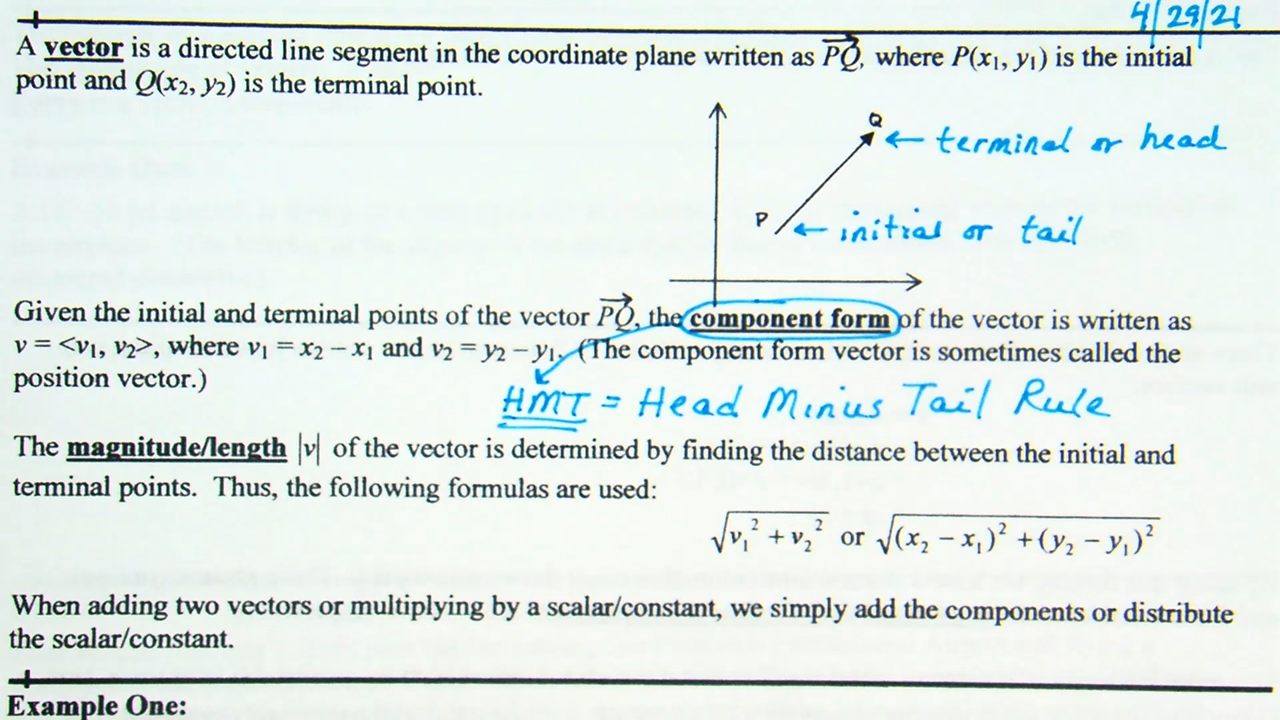 4/29/21
A vector is a directed line segment in the coordinate plane written as PQ, where P(x₁, y₁) is the initial
point and Q(x₂, y₂) is the terminal point.
Q
← terminal or head
P
← initial or tail
Given the initial and terminal points of the vector PQ, the component form of the vector is written as
v = <v₁, v₂>, where v₁ = x₂ − x₁ and v₂ = y₂ − y₁. (The component form vector is sometimes called the
position vector.)
HMT = Head Minus Tail Rule
The magnitude/length |v| of the vector is determined by finding the distance between the initial and
terminal points. Thus, the following formulas are used:
√(v₁² + v₂²) or √((x₂ − x₁)² + (y₂ − y₁)²)
When adding two vectors or multiplying by a scalar/constant, we simply add the components or distribute
the scalar/constant.
Example One: